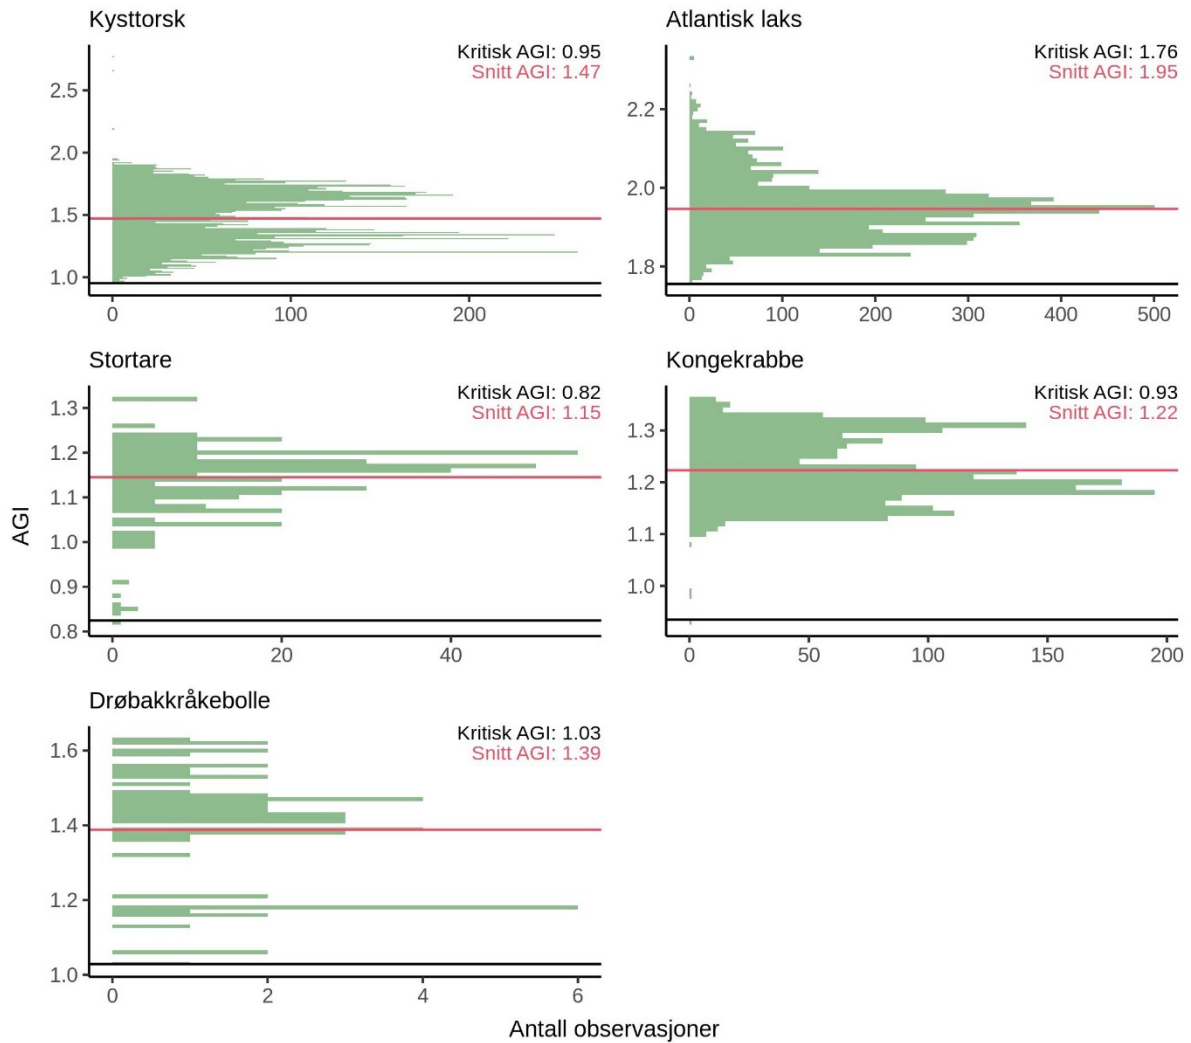 Kysttorsk
Kritisk AGI: 0.95
Snitt AGI: 1.47
2.5
2.0
1.5
1.0
0 100 200
Atlantisk laks
Kritisk AGI: 1.76
Snitt AGI: 1.95
2.2
2.0
1.8
0 100 200 300 400 500
Stortare
Kritisk AGI: 0.82
Snitt AGI: 1.15
1.3
1.2
1.1
1.0
0.9
0.8
0 20 40
Kongekrabbe
Kritisk AGI: 0.93
Snitt AGI: 1.22
1.3
1.2
1.1
1.0
0 50 100 150 200
AGI
Drøbakkråkebolle
Kritisk AGI: 1.03
Snitt AGI: 1.39
1.6
1.4
1.2
1.0
0 2 4 6
Antall observasjoner